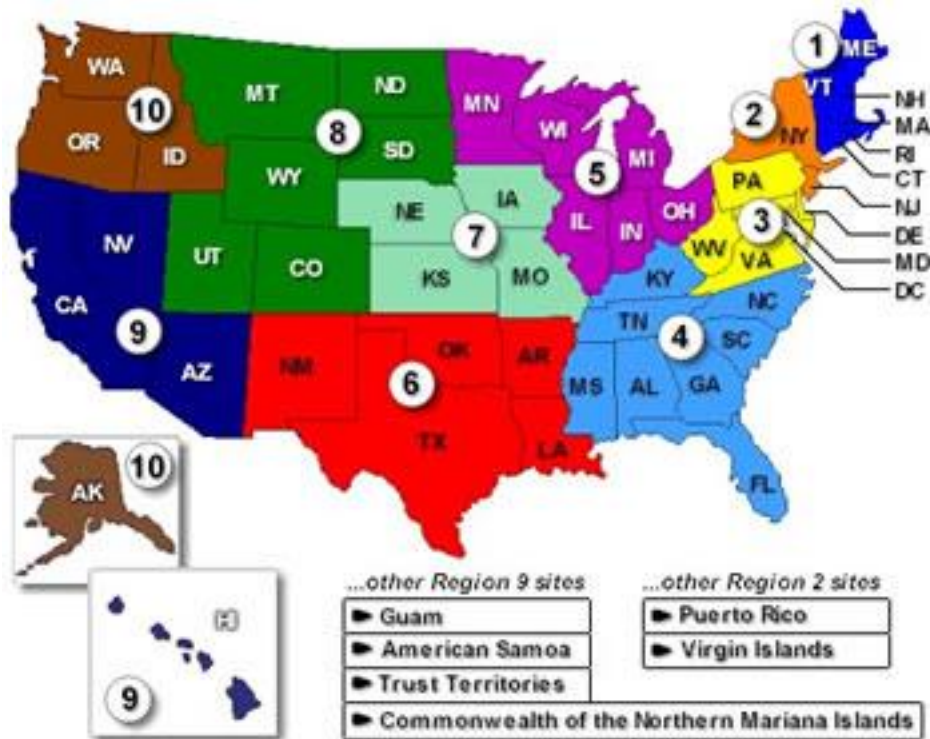 1
ME
WA
VT
MT
ND
MN
NH
10
2
8
MA
OR
ID
SD
WI
MI
NY
RI
5
CT
WY
PA
NJ
NE
IA
IL
IN
OH
3
DE
NV
7
WV
VA
MD
UT
CO
KS
MO
KY
DC
CA
NC
TN
9
4
SC
NM
OK
AR
AZ
6
MS
AL
GA
TX
LA
10
AK
FL
...other Region 9 sites
Guam
American Samoa
Trust Territories
Commonwealth of the Northern Mariana Islands
...other Region 2 sites
Puerto Rico
Virgin Islands
9